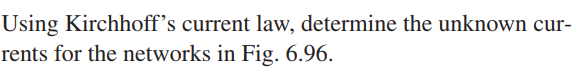 Using Kirchhoff's current law, determine the unknown cur-
rents for the networks in Fig. 6.96.